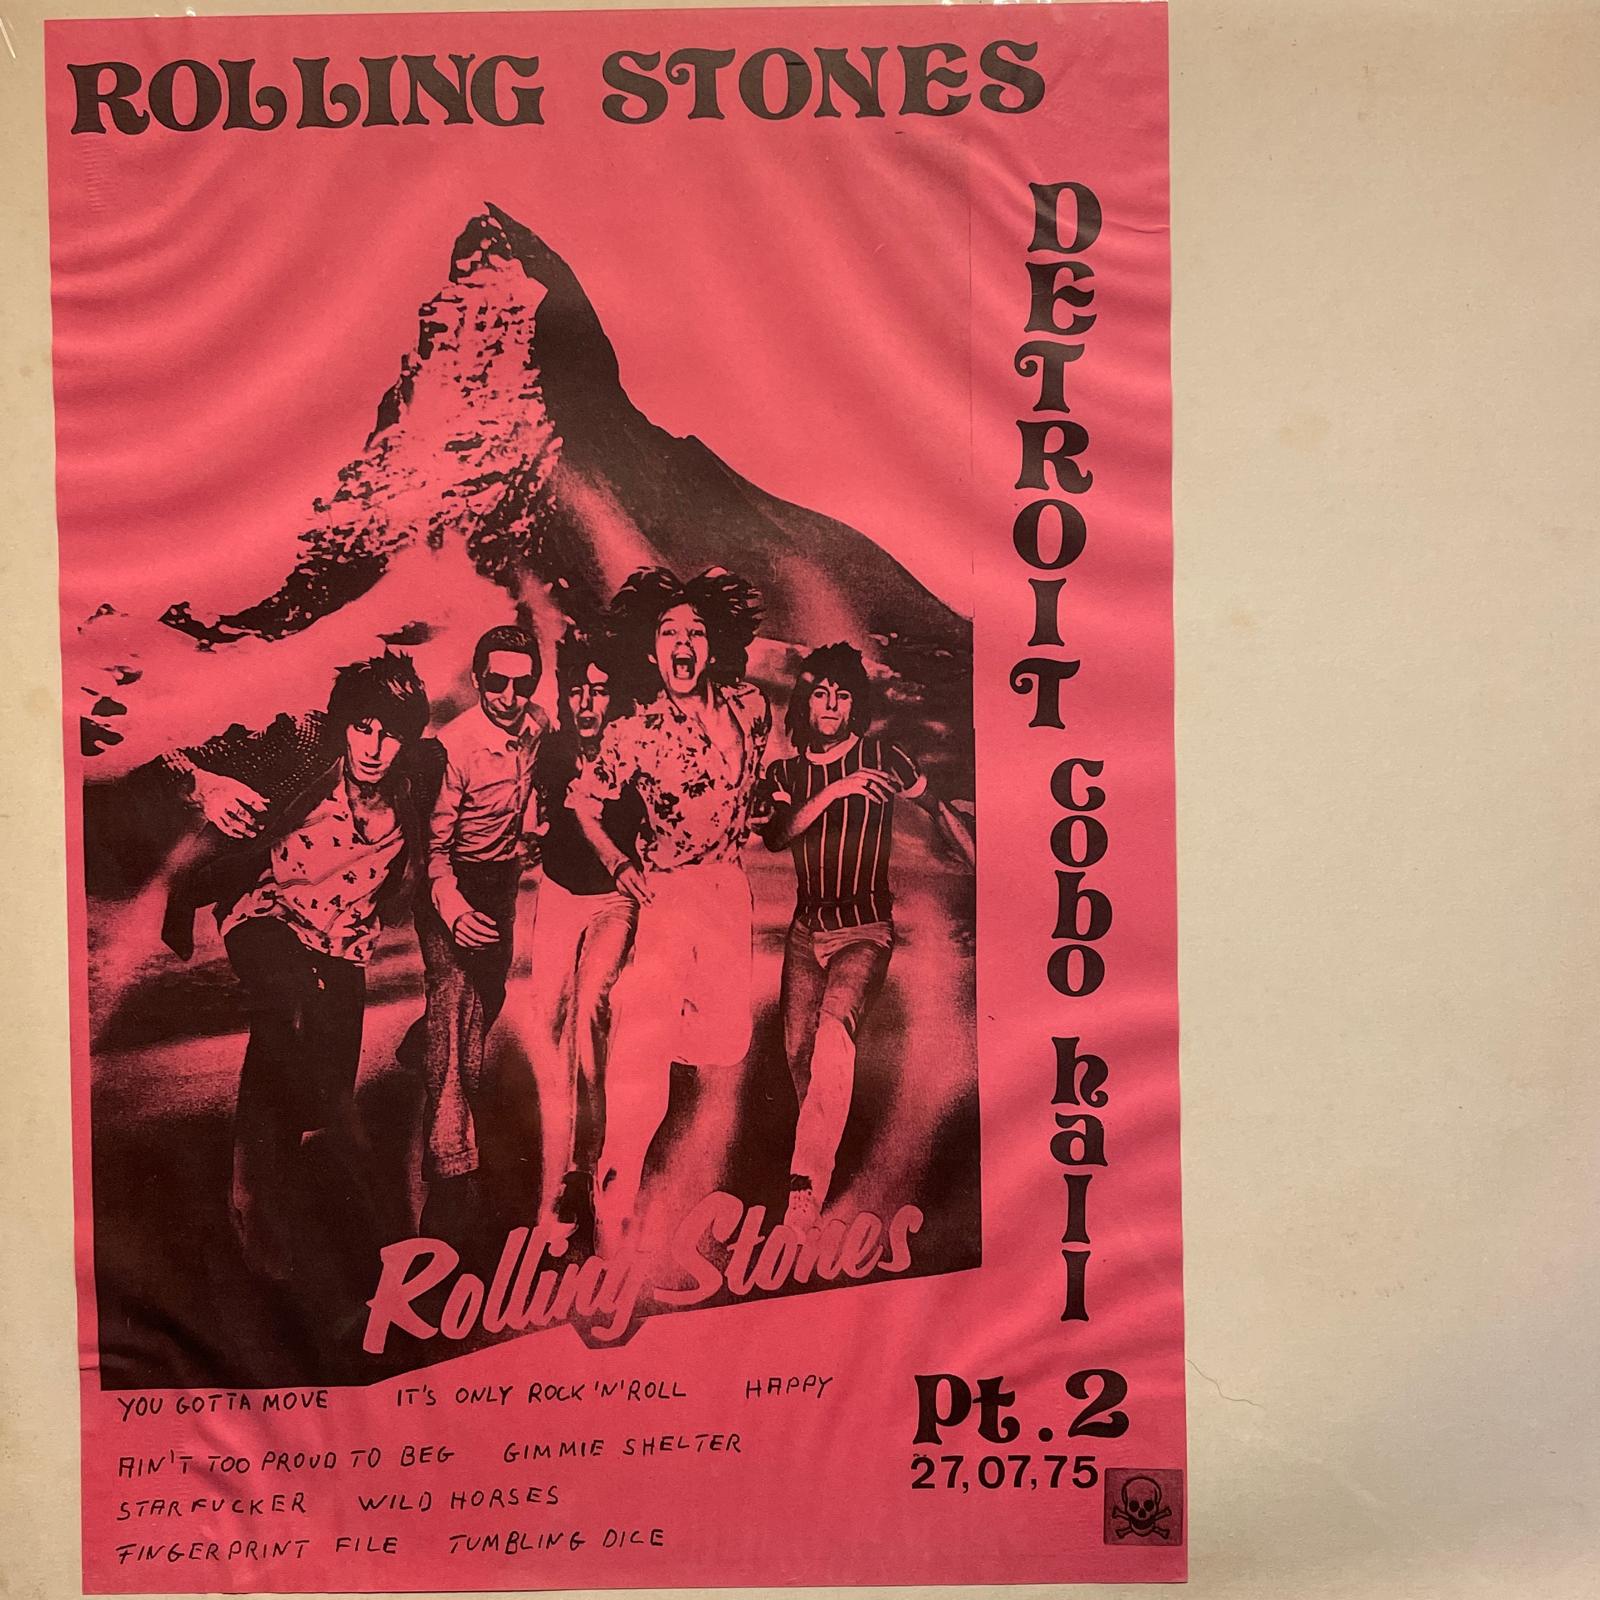 ROLLING STONES
DETROIT cobo hall
Rolling Stones
YOU GOTTA MOVE IT'S ONLY ROCK 'N' ROLL HAPPY
AIN'T TOO PROUD TO BEG GIMMIE SHELTER
STARFUCKER WILD HORSES
FINGERPRINT FILE TUMBLING DICE
Pt.2
27,07,75